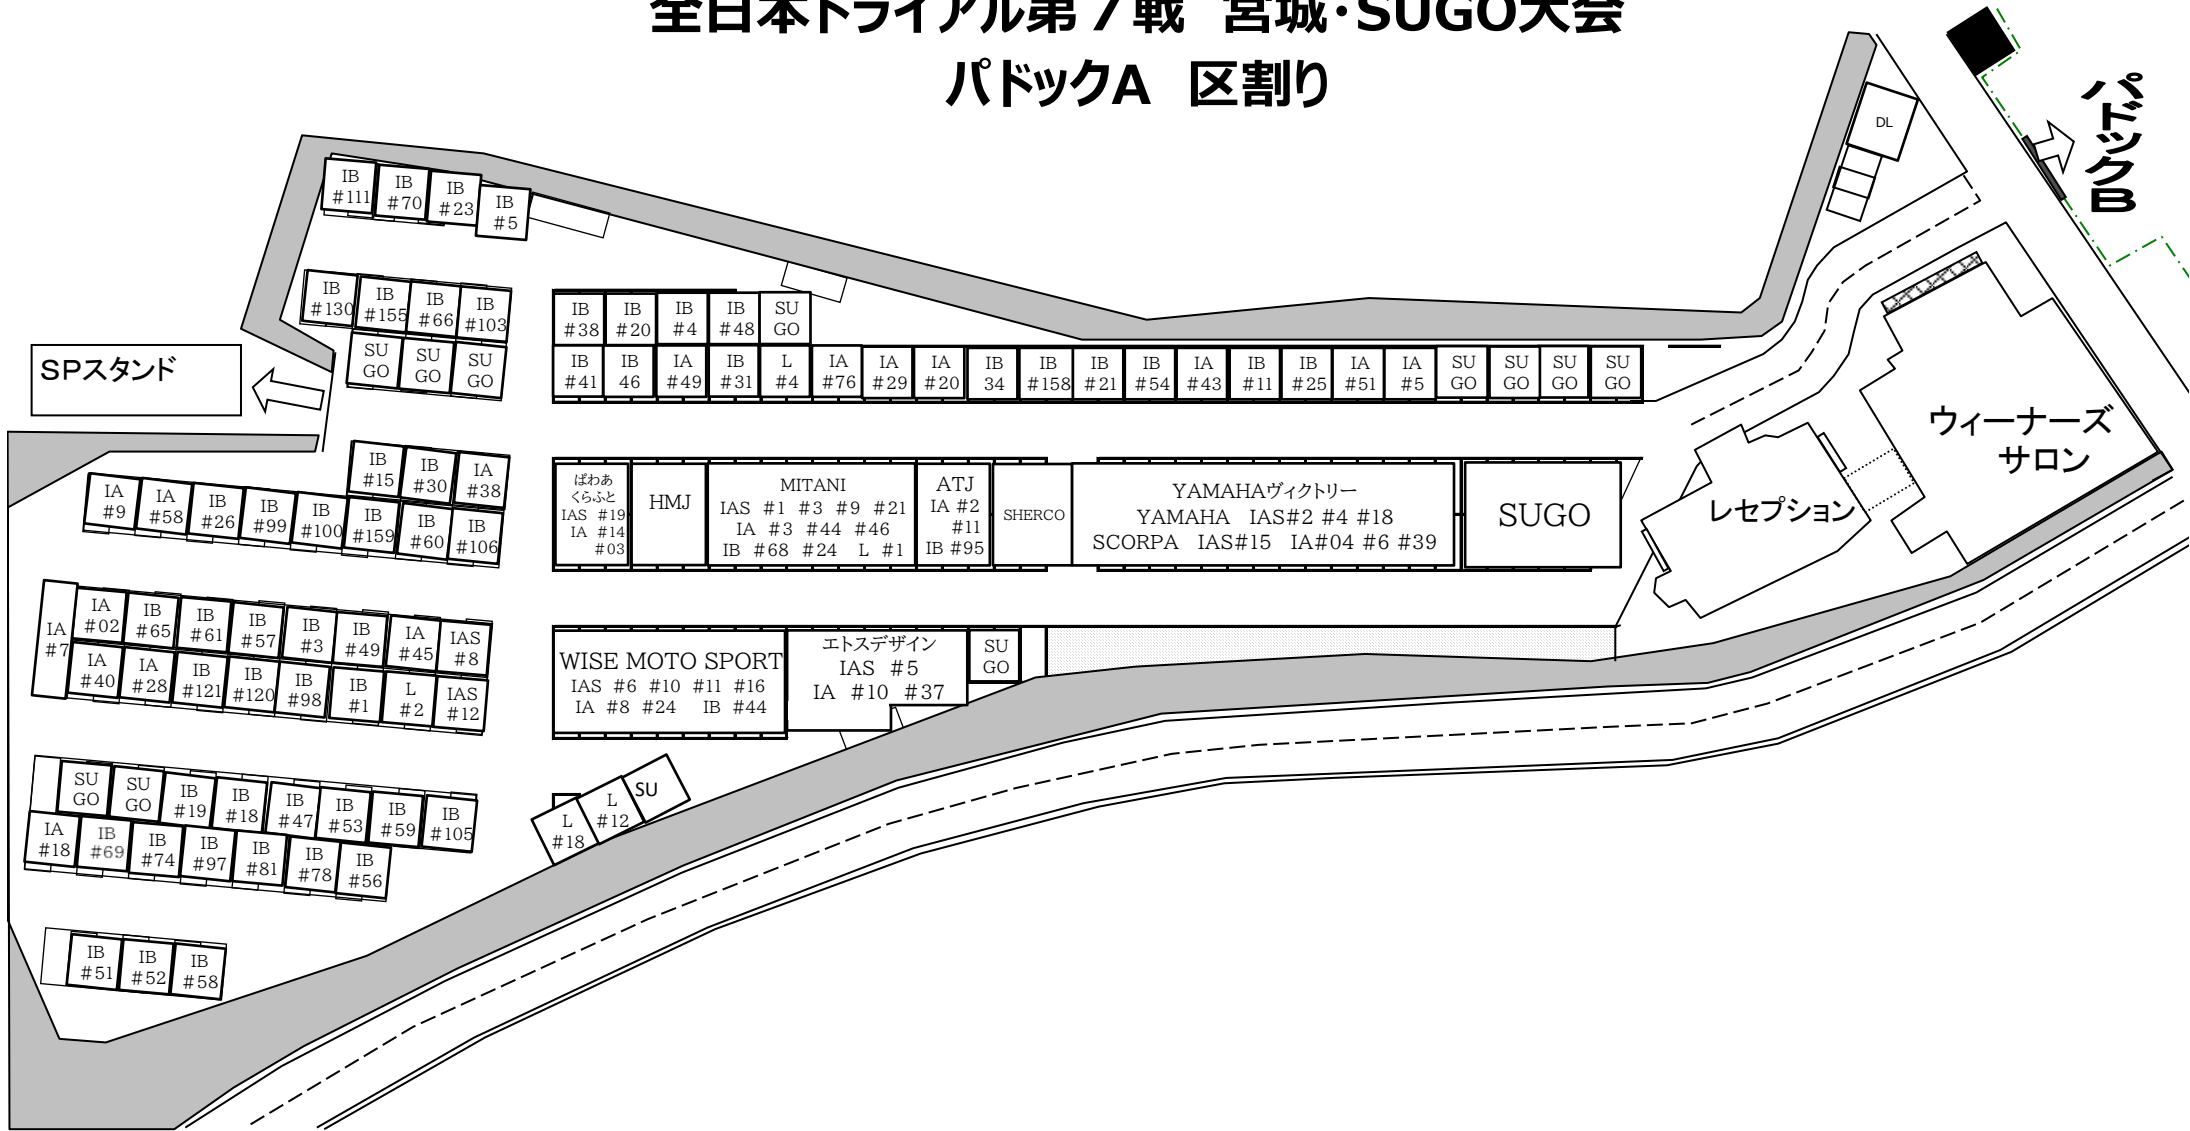 全日本トライアル第7戦 宮城・SUGO大会
パドックA 区割り
パドックB
DL
IB
#111
IB
#70
IB
#23
IB
#5
IB
#130
IB
#155
IB
#66
IB
#103
SU
GO
SU
GO
SU
GO
SPスタンド
IB
#38
IB
#20
IB
#4
IB
#48
SU
GO
IB
#41
IB
46
IA
#49
IB
#31
L
#4
IA
#76
IA
#29
IA
#20
IB
34
IB
#158
IB
#21
IB
#54
IA
#43
IB
#11
IB
#25
IA
#51
IA
#5
SU
GO
SU
GO
SU
GO
SU
GO
ウィーナーズ
サロン
レセプション
IB
#15
IB
#30
IA
#38
IA
#9
IA
#58
IB
#26
IB
#99
IB
#100
IB
#159
IB
#60
IB
#106
ぱわあ
くらふと
IAS #19
IA #14
#03
HMJ
MITANI
IAS #1 #3 #9 #21
IA #3 #44 #46
IB #68 #24 L #1
ATJ
IA #2
#11
IB #95
SHERCO
YAMAHAヴィクトリー
YAMAHA IAS#2 #4 #18
SCORPA IAS#15 IA#04 #6 #39
SUGO
IA
#7
IA
#02
IB
#65
IB
#61
IB
#57
IB
#3
IB
#49
IA
#45
IAS
#8
IA
#40
IA
#28
IB
#121
IB
#120
IB
#98
IB
#1
L
#2
IAS
#12
WISE MOTO SPORT
IAS #6 #10 #11 #16
IA #8 #24 IB #44
エトスデザイン
IAS #5
IA #10 #37
SU
GO
SU
GO
SU
GO
IB
#19
IB
#18
IB
#47
IB
#53
IB
#59
IB
#105
IA
#18
IB
#69
IB
#74
IB
#97
IB
#81
IB
#78
IB
#56
L
#18
L
#12
SU
IB
#51
IB
#52
IB
#58